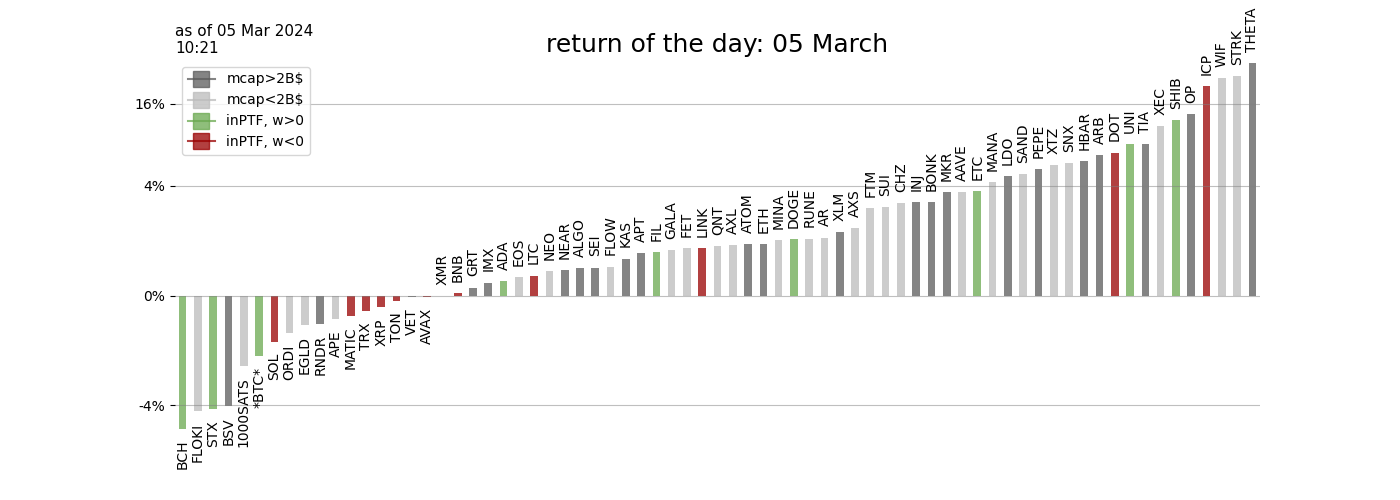 as of 05 Mar 2024
10:21
return of the day: 05 March
mcap>2B$
mcap<2B$
inPTF, w>0
inPTF, w<0
16%
4%
0%
-4%
BCH
FLOKI
STX
BSV
1000SATS
*BTC*
SOL
ORDI
EGLD
RNDR
APE
MATIC
TRX
XRP
TON
VET
AVAX
XMR
BNB
GRT
IMX
ADA
EOS
LTC
NEO
NEAR
ALGO
SEI
FLOW
KAS
APT
FIL
GALA
FET
LINK
QNT
AXL
ATOM
ETH
MINA
DOGE
RUNE
AR
XLM
AXS
FTM
SUI
CHZ
INJ
BONK
MKR
AAVE
ETC
MANA
LDO
SAND
PEPE
XTZ
SNX
HBAR
ARB
DOT
UNI
TIA
XEC
SHIB
OP
ICP
WIF
STRK
THETA